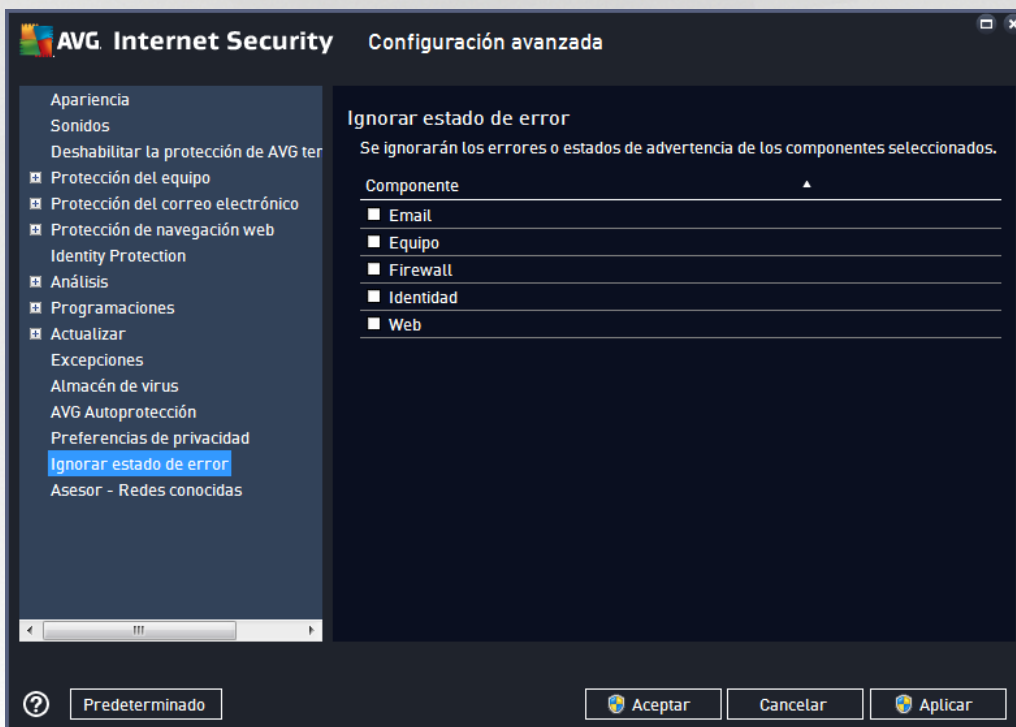 AVG. Internet Security Configuración avanzada
Apariencia
Sonidos
Deshabilitar la protección de AVG ter
Protección del equipo
Protección del correo electrónico
Protección de navegación web
Identity Protection
Análisis
Programaciones
Actualizar
Excepciones
Almacén de virus
AVG Autoprotección
Preferencias de privacidad
Ignorar estado de error
Asesor - Redes conocidas
Ignorar estado de error
Se ignorarán los errores o estados de advertencia de los componentes seleccionados.
Componente
Email
Equipo
Firewall
Identidad
Web
Predeterminado
Aceptar
Cancelar
Aplicar